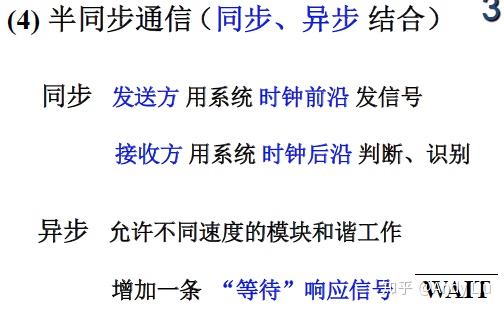 (4) 半同步通信（同步、异步 结合） 3
同步 发送方 用系统 时钟前沿 发信号
接收方 用系统 时钟后沿 判断、识别
异步 允许不同速度的模块和谐工作
增加一条 “等待”响应信号 WAIT
知乎